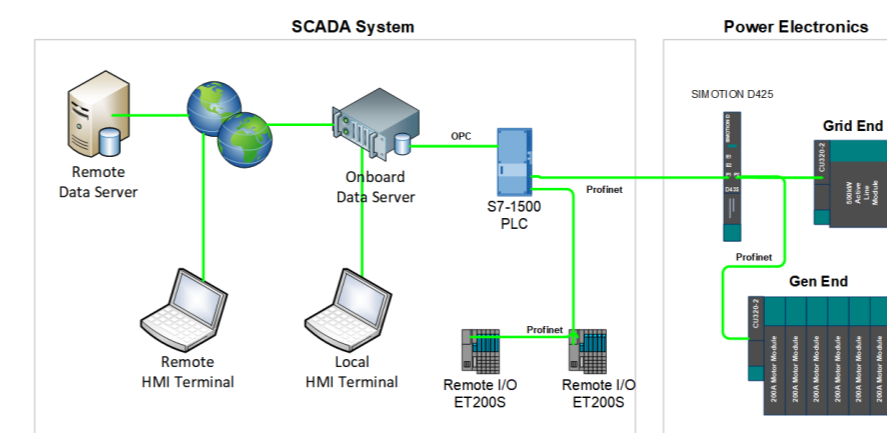 SCADA System
Power Electronics
SIMOTION D425
Grid End
SIMOTION D
CU320-2
OPC
500kW
Active
Line
Module
Remote
Data Server
Onboard
Data Server
Profinet
D435
S7-1500
PLC
Profinet
Gen End
CU320-2
Profinet
200A Motor Module
200A Motor Module
200A Motor Module
200A Motor Module
200A Motor Module
200A Motor Module
Remote
HMI Terminal
Local
HMI Terminal
Remote I/O
ET200S
Remote I/O
ET200S